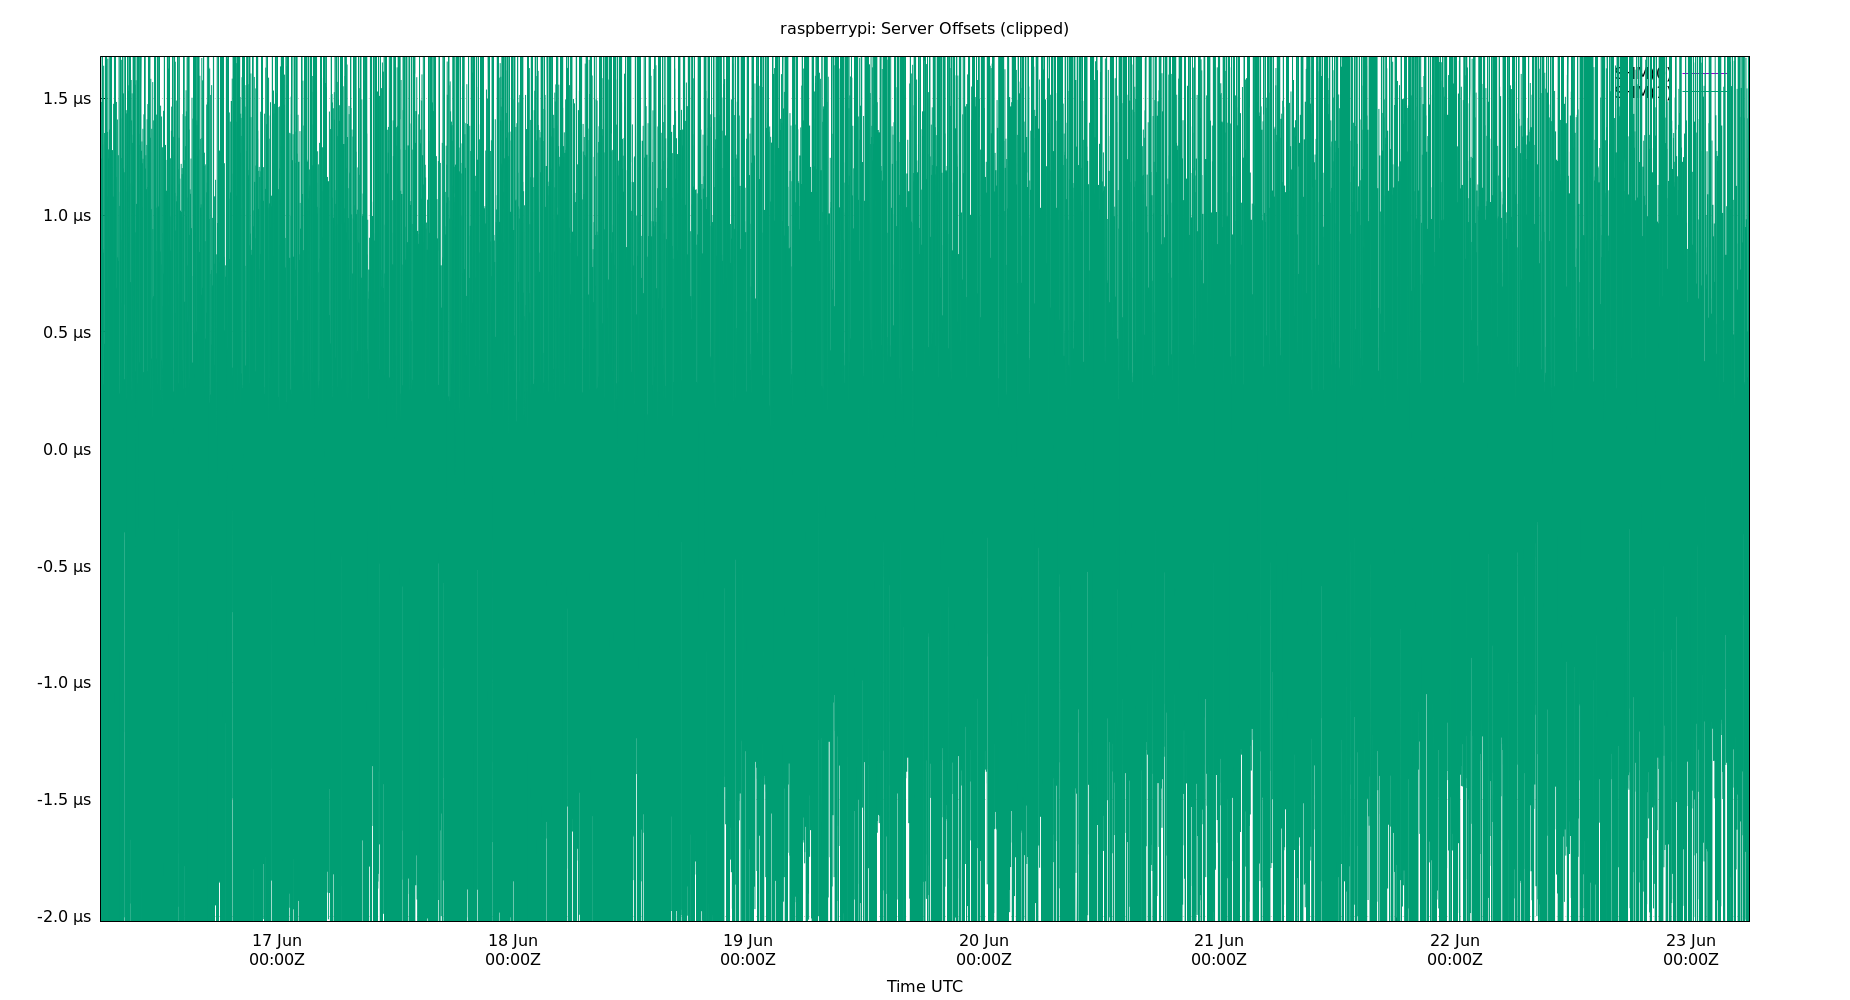 raspberrypi: Server Offsets (clipped)
1.5 µs
1.0 µs
0.5 µs
0.0 µs
-0.5 µs
-1.0 µs
-1.5 µs
-2.0 µs
17 Jun 18 Jun 19 Jun 20 Jun 21 Jun 22 Jun 23 Jun
00:00Z 00:00Z 00:00Z 00:00Z 00:00Z 00:00Z 00:00Z
Time UTC